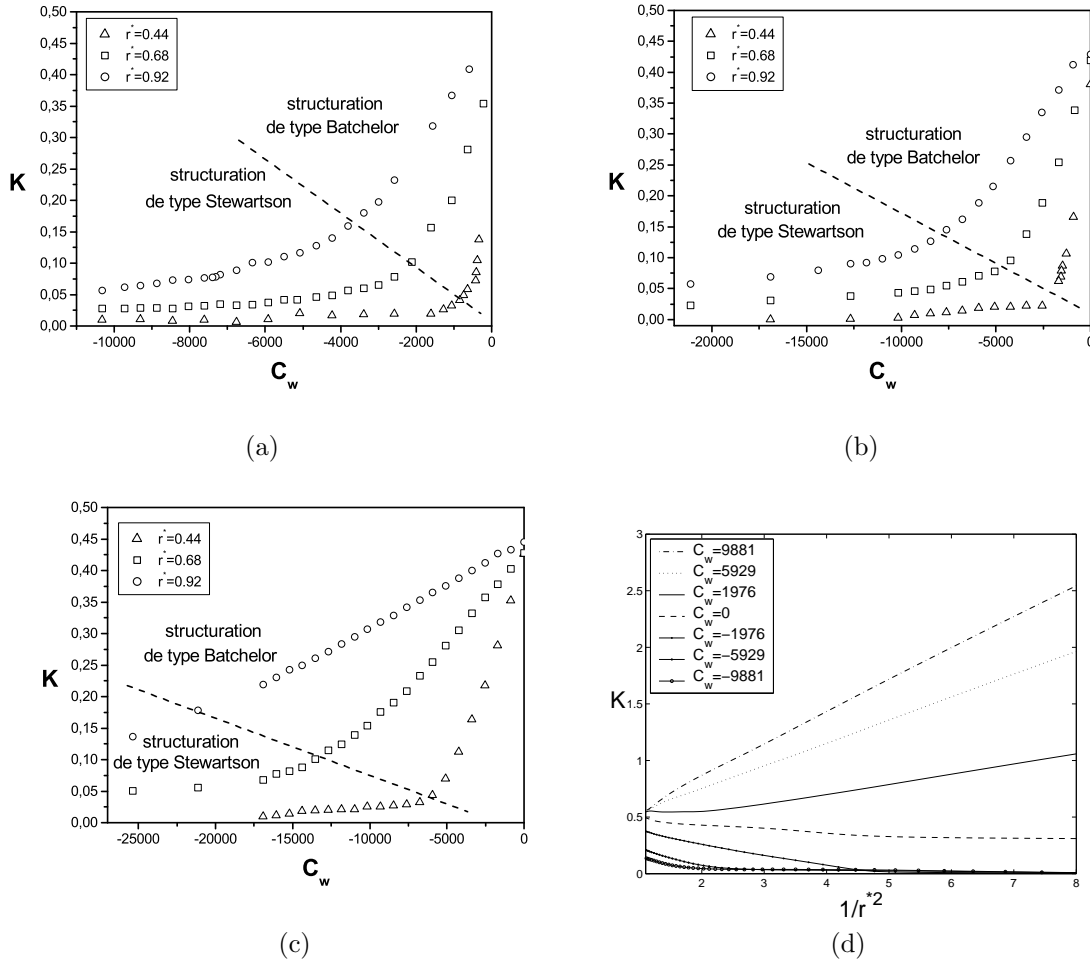 0,50
0,45
0,40
0,35
0,30
0,25
0,20
0,15
0,10
0,05
0,00
K
r*=0.44
r*=0.68
r*=0.92
structuration
de type Batchelor
structuration
de type Stewartson
-10000 -8000 -6000 -4000 -2000 0
C_w
(a)
0,50
0,45
0,40
0,35
0,30
0,25
0,20
0,15
0,10
0,05
0,00
K
r*=0.44
r*=0.68
r*=0.92
structuration
de type Batchelor
structuration
de type Stewartson
-20000 -15000 -10000 -5000 0
C_w
(b)
0,50
0,45
0,40
0,35
0,30
0,25
0,20
0,15
0,10
0,05
0,00
K
r*=0.44
r*=0.68
r*=0.92
structuration
de type Batchelor
structuration
de type Stewartson
-25000 -20000 -15000 -10000 -5000 0
C_w
(c)
3
2.5
2
K
1.5
1
0.5
0
C_w=9881
C_w=5929
C_w=1976
C_w=0
C_w=−1976
C_w=−5929
C_w=−9881
2 3 4 5 6 7 8
1/r*2
(d)